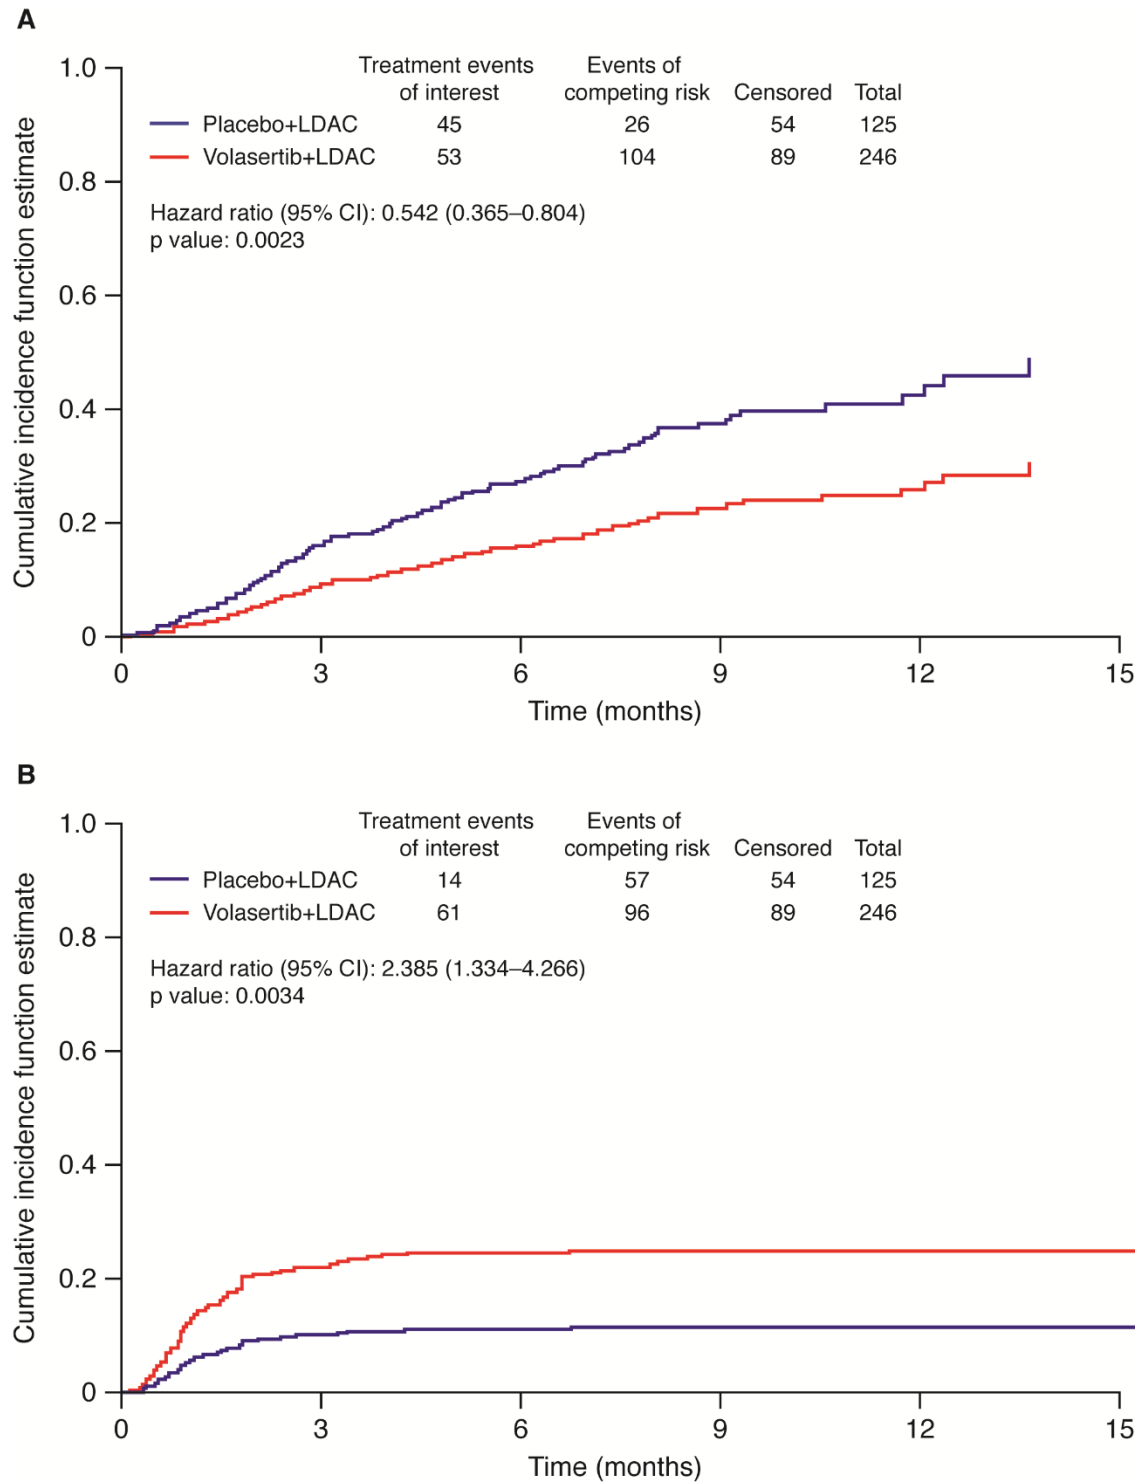 A
Treatment events Events of
of interest competing risk Censored Total
Placebo+LDAC 45 26 54 125
Volasertib+LDAC 53 104 89 246
Hazard ratio (95% CI): 0.542 (0.365–0.804)
p value: 0.0023
Cumulative incidence function estimate
1.0
0.8
0.6
0.4
0.2
0
0 3 6 9 12 15
Time (months)
B
Treatment events Events of
of interest competing risk Censored Total
Placebo+LDAC 14 57 54 125
Volasertib+LDAC 61 96 89 246
Hazard ratio (95% CI): 2.385 (1.334–4.266)
p value: 0.0034
Cumulative incidence function estimate
1.0
0.8
0.6
0.4
0.2
0
0 3 6 9 12 15
Time (months)